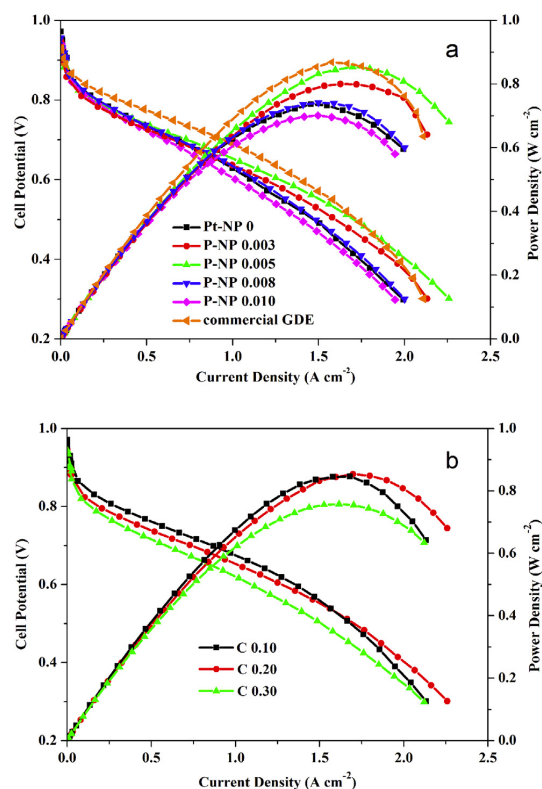 a
1.0
0.8
0.6
0.4
0.2
Cell Potential (V)
1.0
0.8
0.6
0.4
0.2
0.0
Power Density (W cm-2)
Pt-NP 0
P-NP 0.003
P-NP 0.005
P-NP 0.008
P-NP 0.010
commercial GDE
0.0 0.5 1.0 1.5 2.0 2.5
Current Density (A cm-2)
b
1.0
0.8
0.6
0.4
0.2
Cell Potential (V)
1.0
0.8
0.6
0.4
0.2
0.0
Power Density (W cm-2)
C 0.10
C 0.20
C 0.30
0.0 0.5 1.0 1.5 2.0 2.5
Current Density (A cm-2)